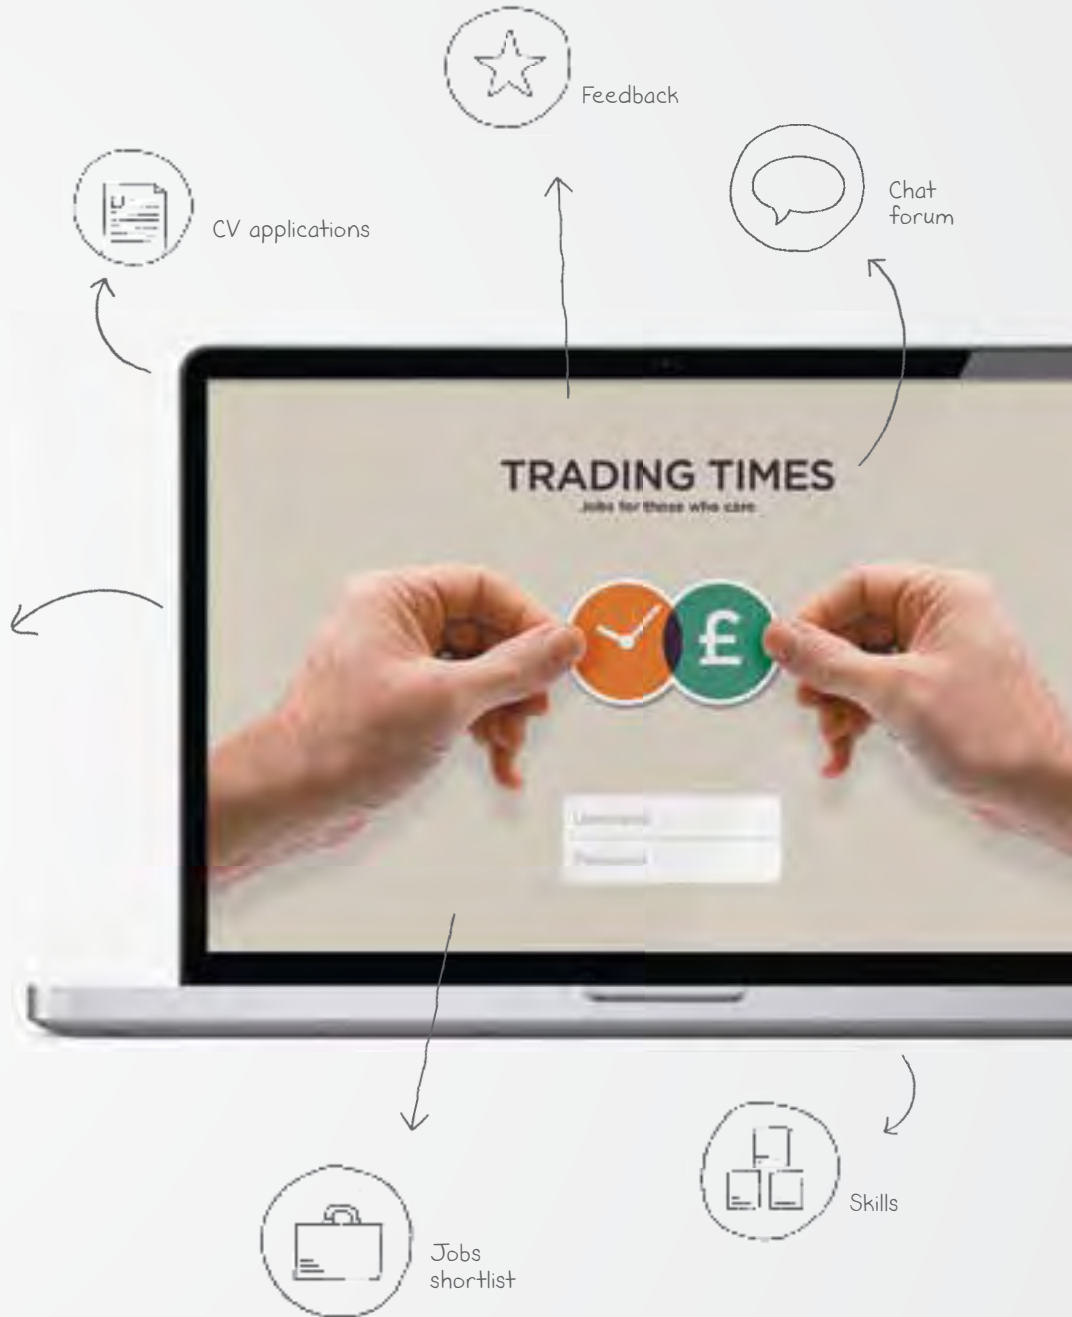 Feedback
Chat
forum
CV applications
TRADING TIMES
Jobs for those who care
£
Username
Password
Skills
Jobs
shortlist